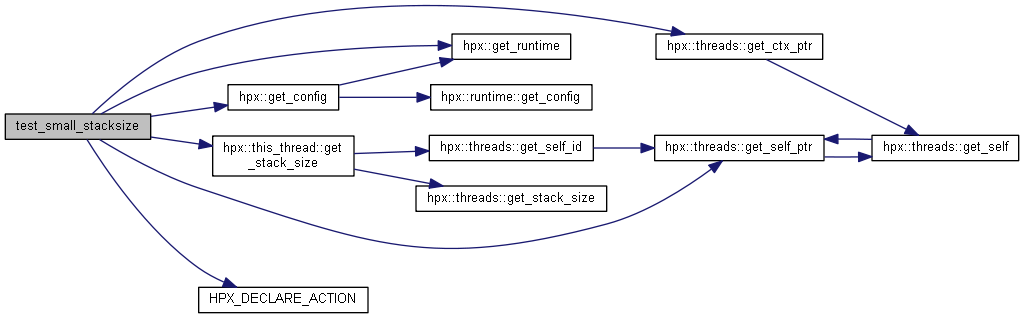 test_small_stacksize
hpx::get_runtime
hpx::threads::get_ctx_ptr
hpx::get_config
hpx::runtime::get_config
hpx::this_thread::get
_stack_size
hpx::threads::get_self_id
hpx::threads::get_self_ptr
hpx::threads::get_self
hpx::threads::get_stack_size
HPX_DECLARE_ACTION